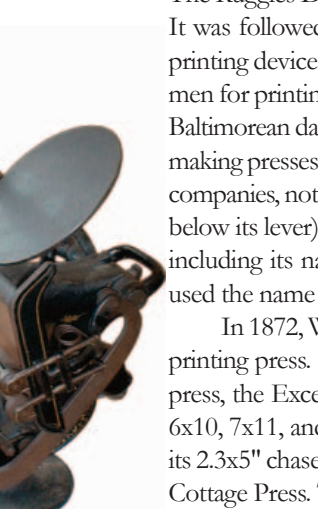 It was followed
printing device
men for printin
Baltimorean da
making presses
companies, not
below its lever)
including its na
used the name
In 1872, W
printing press.
press, the Exce
6x10, 7x11, and
its 2.3x5" chase
Cottage Press.